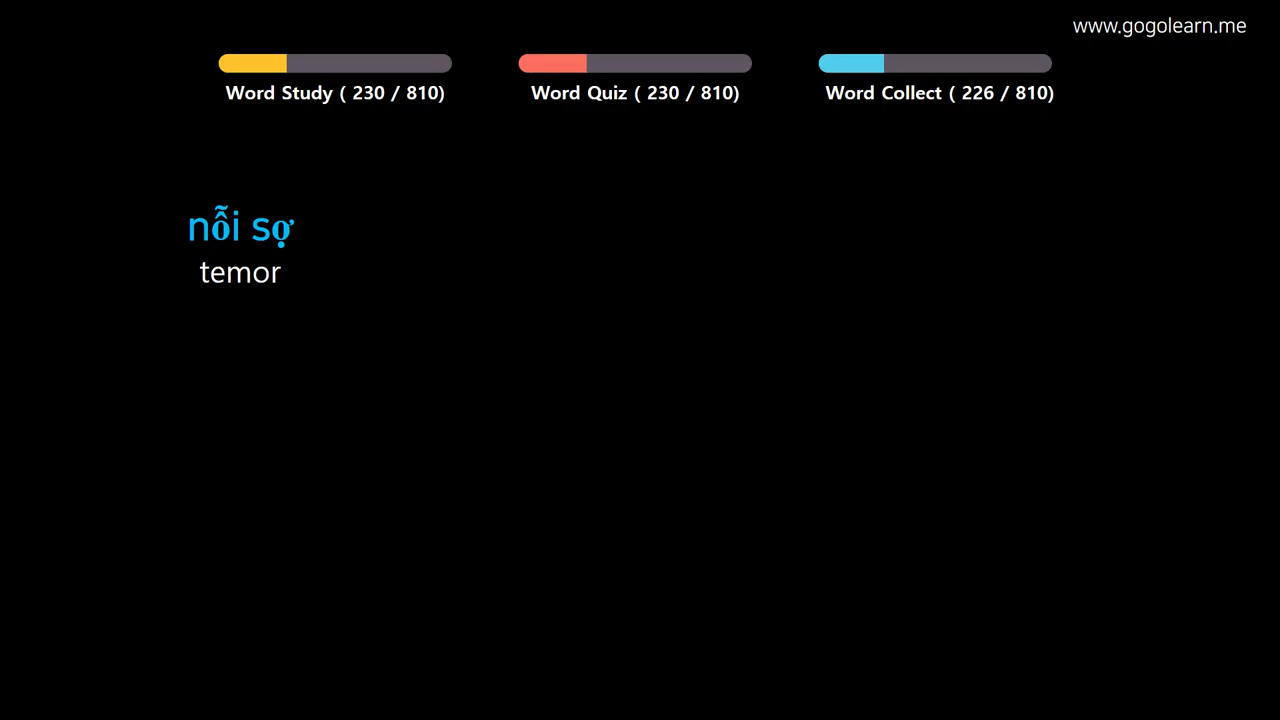 www.gogolearn.me
Word Study ( 230 / 810)
Word Quiz ( 230 / 810)
Word Collect ( 226 / 810)
nỗi sợ
temor